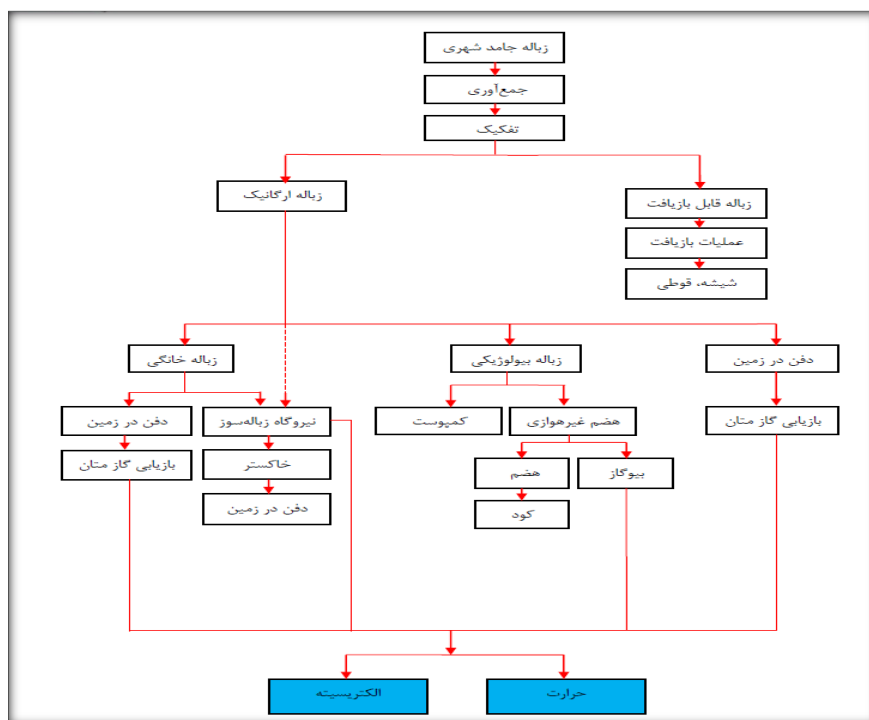 زباله جامد شهری
جمع‌آوری
تفکیک
زباله ارگانیک
زباله قابل بازیافت
عملیات بازیافت
شیشه، قوطی
زباله خانگی
زباله بیولوژیکی
دفن در زمین
دفن در زمین
نیروگاه زباله‌سوز
کمپوست
هضم غیرهوازی
بازیابی گاز متان
بازیابی گاز متان
خاکستر
هضم
بیوگاز
دفن در زمین
کود
الکتریسیته
حرارت